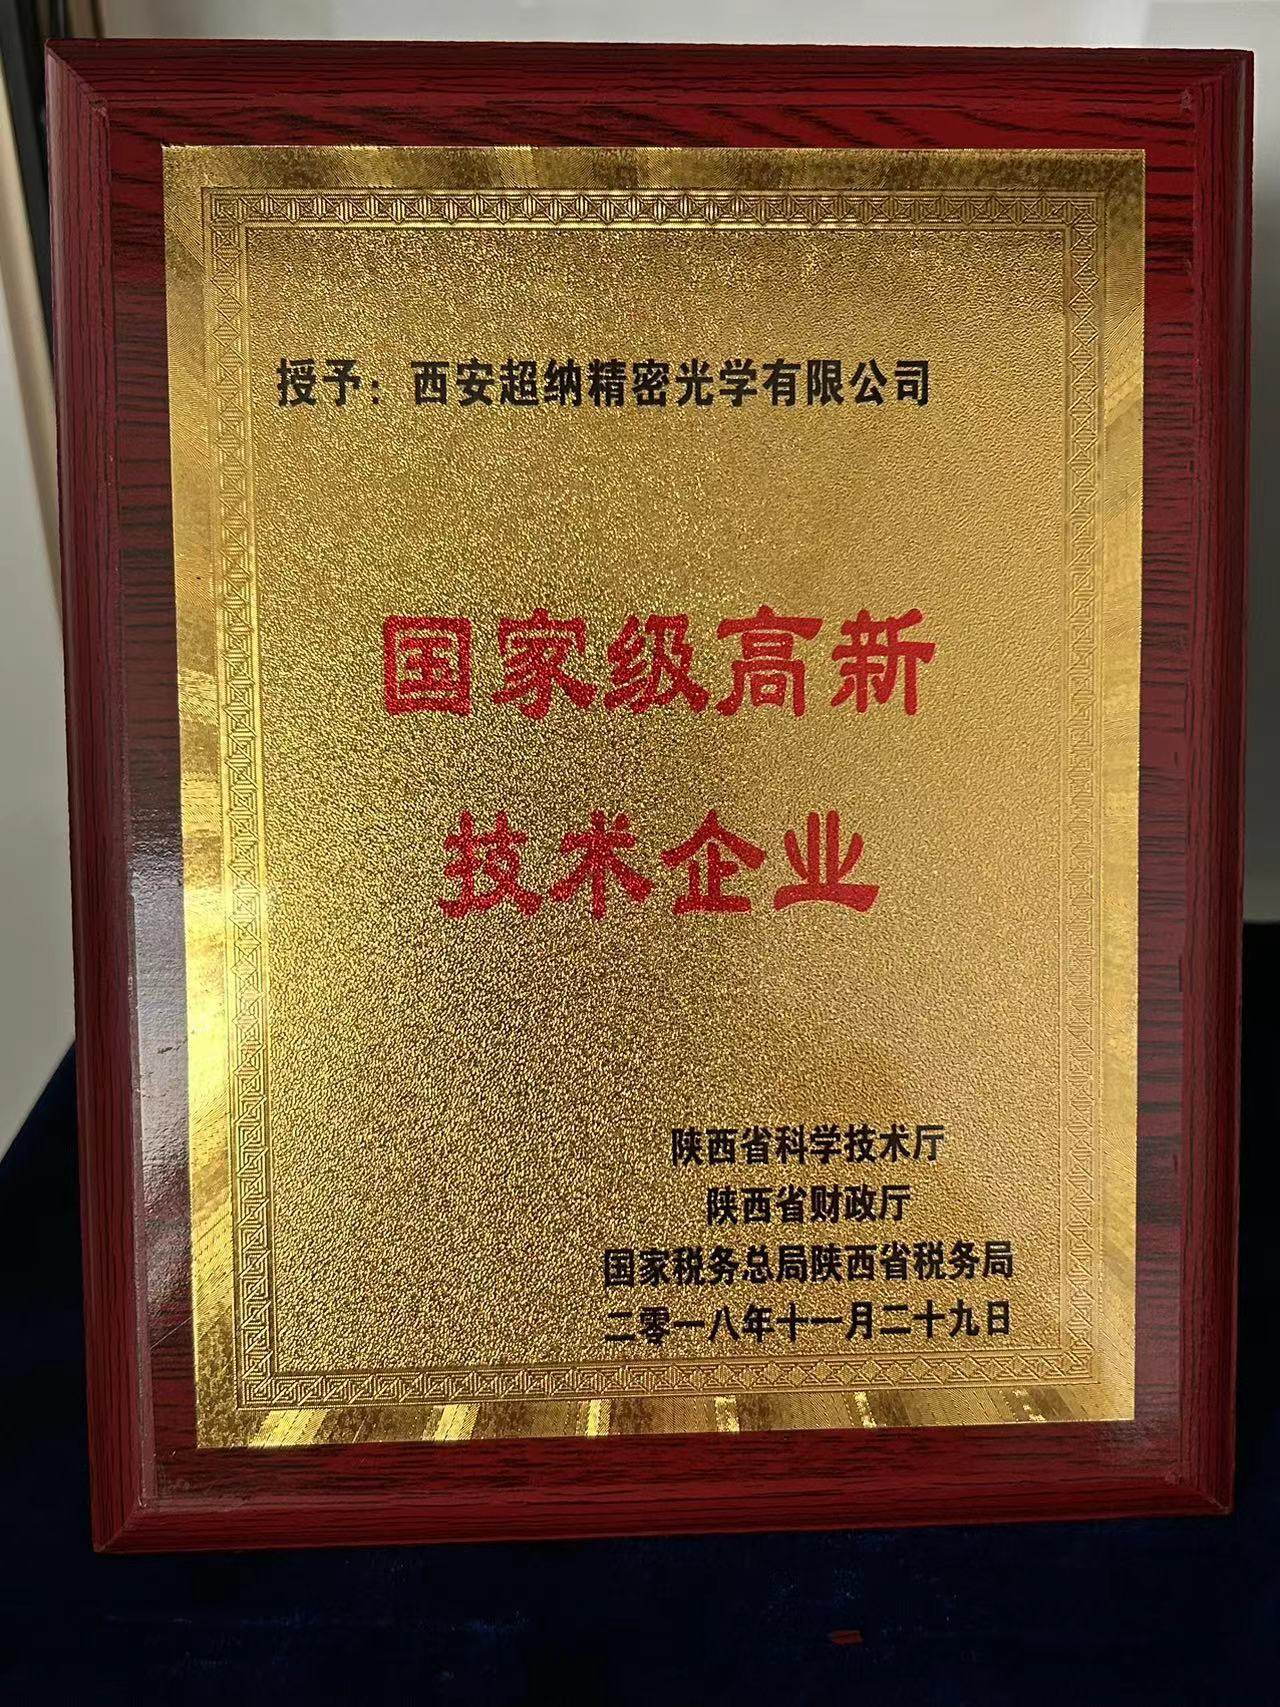 授予：西安超纳精密光学有限公司
国家级高新
技术企业
陕西省科学技术厅
陕西省财政厅
国家税务总局陕西省税务局
二零一八年十一月二十九日